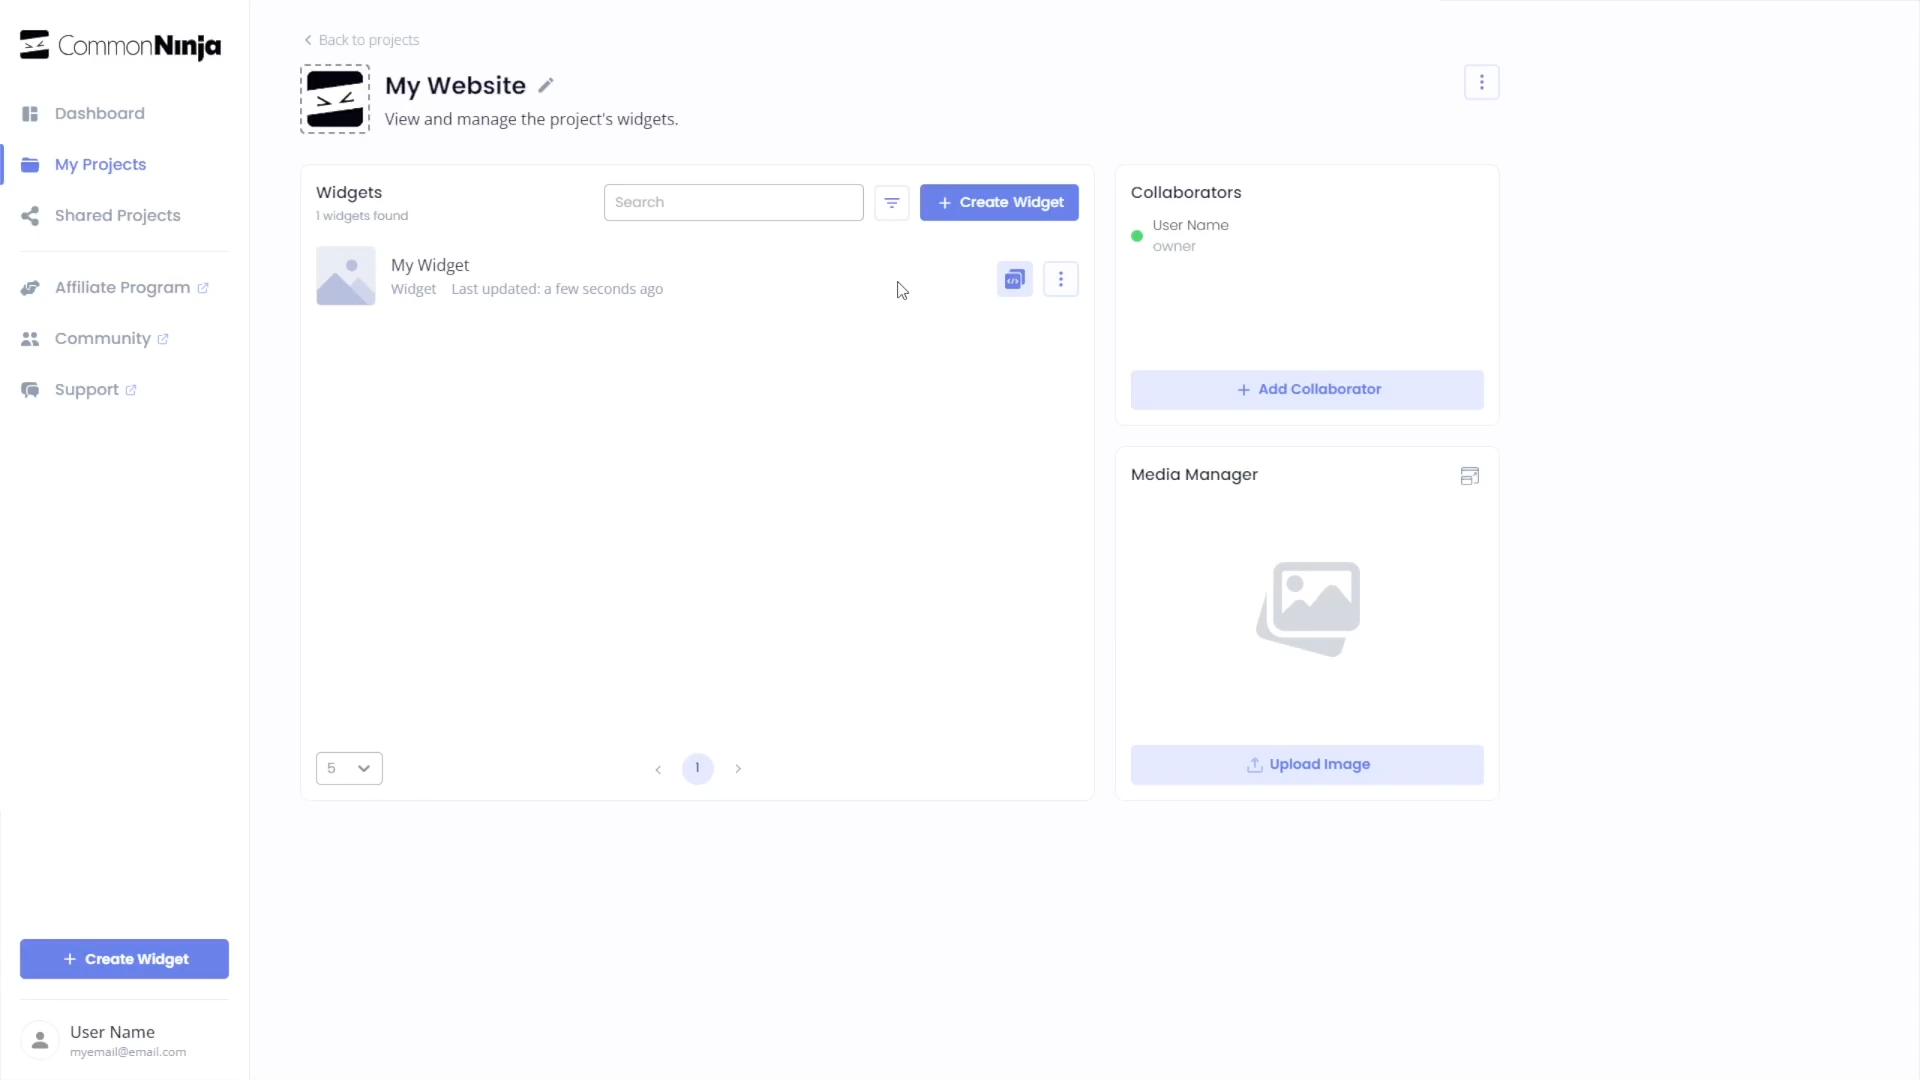 CommonNinja
Dashboard
My Projects
Shared Projects
Affiliate Program
Community
Support
Create Widget
User Name
myemail@email.com
Back to projects
My Website
View and manage the project's widgets.
Widgets
1 widgets found
Search
Create Widget
My Widget
Widget Last updated: a few seconds ago
5
1
Collaborators
User Name
owner
Add Collaborator
Media Manager
Upload Image